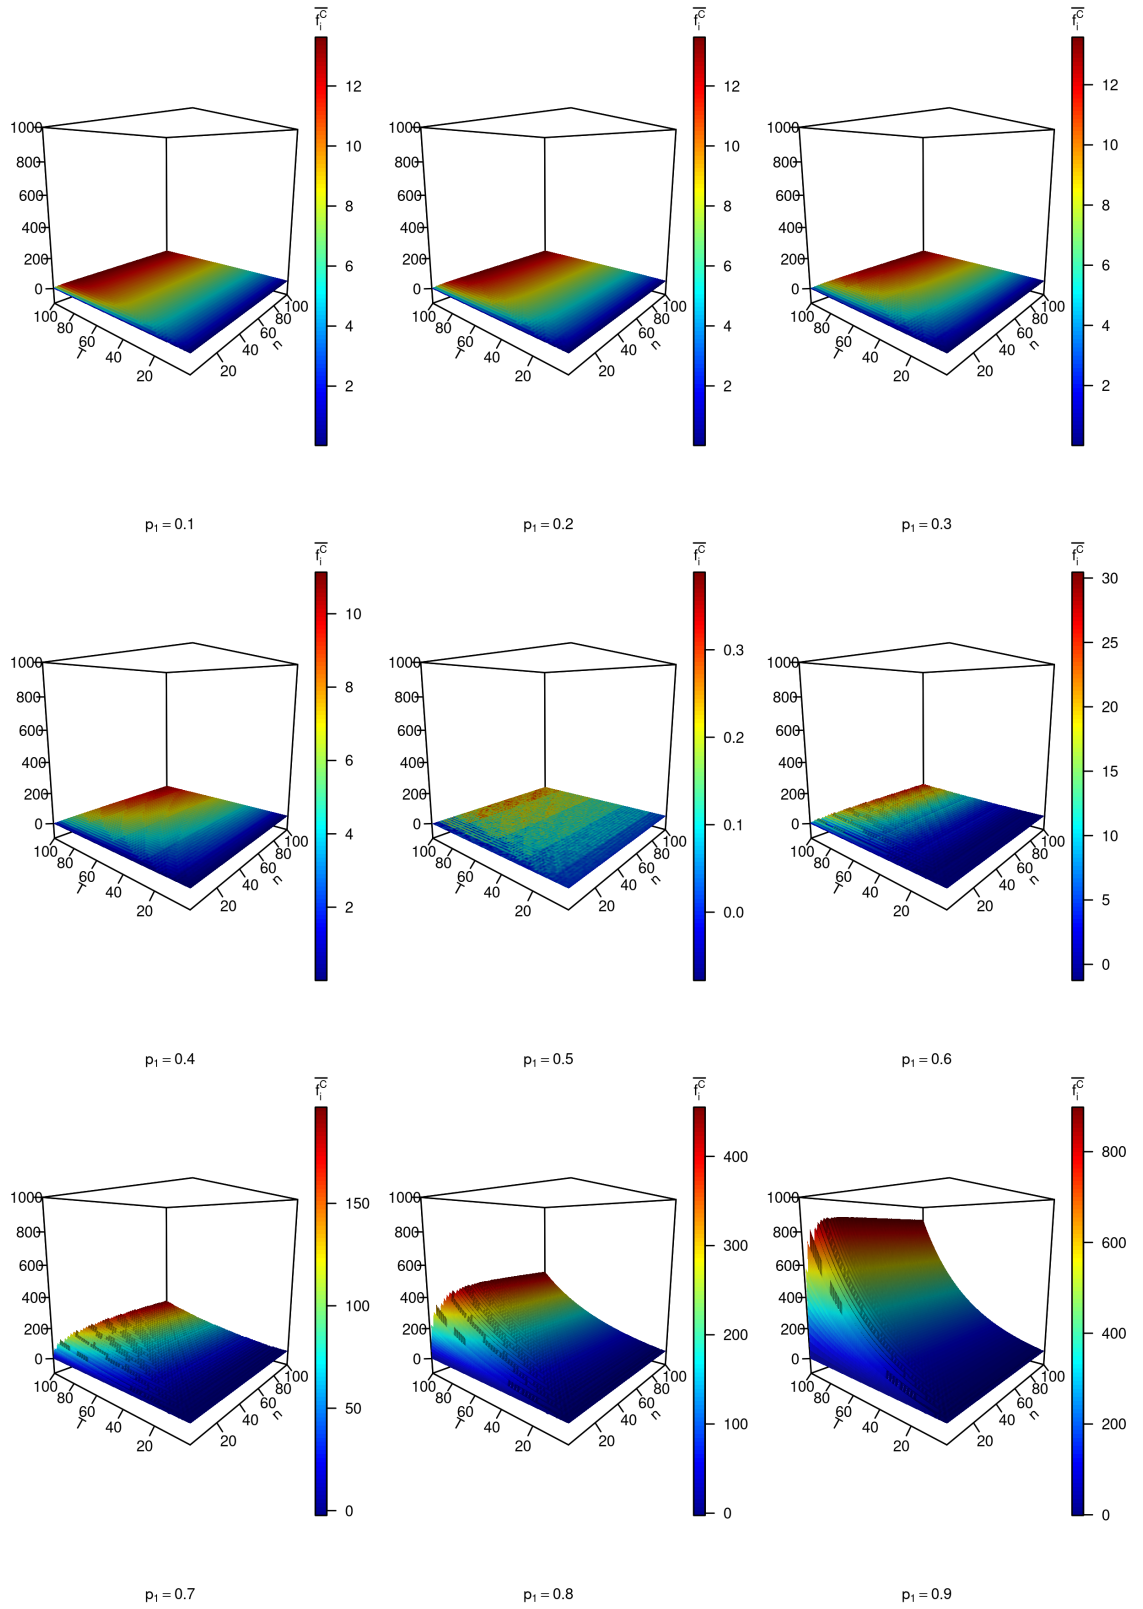 f_i^C f_i^C f_i^C
12 12 12
10 10 10
8 8 8
6 6 6
4 4 4
2 2 2
1000 800 600 400 200 0 100 80 60 40 20 T 20 40 60 80 100 n
1000 800 600 400 200 0 100 80 60 40 20 T 20 40 60 80 100 n
1000 800 600 400 200 0 100 80 60 40 20 T 20 40 60 80 100 n
p₁ = 0.1 p₁ = 0.2 p₁ = 0.3
f_i^C f_i^C f_i^C
10 8 6 4 2
0.3 0.2 0.1 0.0
30 25 20 15 10 5 0
1000 800 600 400 200 0 100 80 60 40 20 T 20 40 60 80 100 n
1000 800 600 400 200 0 100 80 60 40 20 T 20 40 60 80 100 n
1000 800 600 400 200 0 100 80 60 40 20 T 20 40 60 80 100 n
p₁ = 0.4 p₁ = 0.5 p₁ = 0.6
f_i^C f_i^C f_i^C
150 100 50 0
400 300 200 100 0
800 600 400 200 0
1000 800 600 400 200 0 100 80 60 40 20 T 20 40 60 80 100 n
1000 800 600 400 200 0 100 80 60 40 20 T 20 40 60 80 100 n
1000 800 600 400 200 0 100 80 60 40 20 T 20 40 60 80 100 n
p₁ = 0.7 p₁ = 0.8 p₁ = 0.9